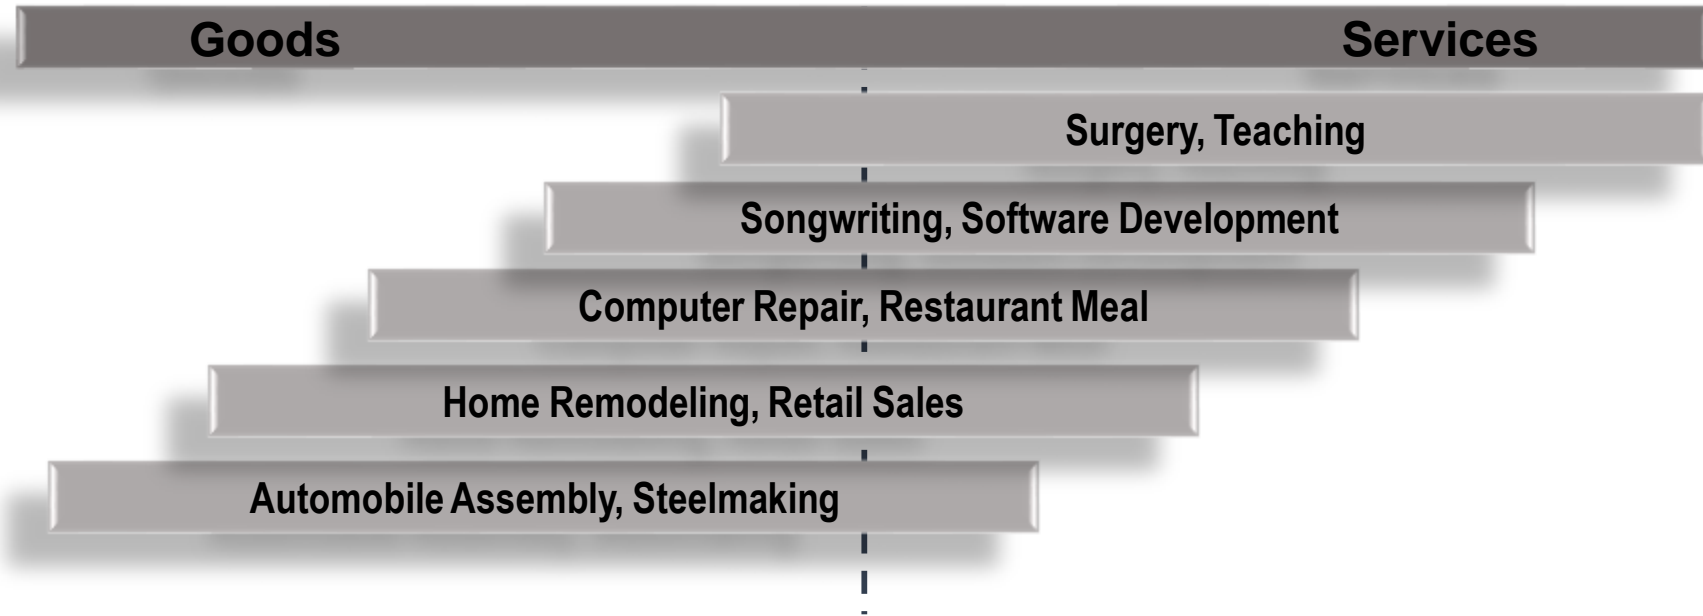 Goods
Services
Surgery, Teaching
Songwriting, Software Development
Computer Repair, Restaurant Meal
Home Remodeling, Retail Sales
Automobile Assembly, Steelmaking